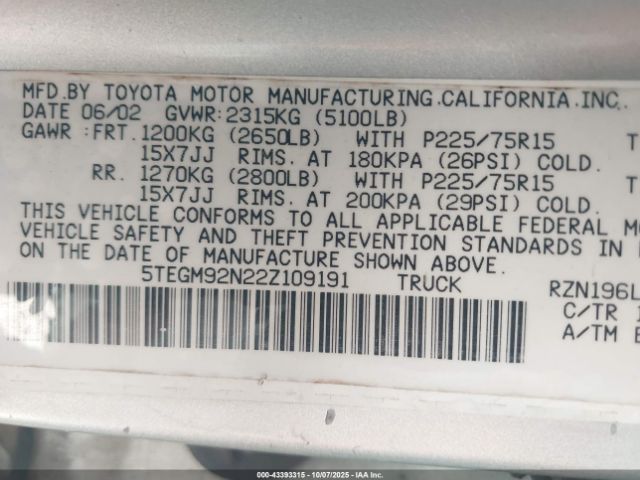 MFD.BY TOYOTA MOTOR MANUFACTURING.CALIFORNIA.INC.
DATE 06/02 GVWR:2315KG (5100LB)
GAWR :FRT.1200KG (2650LB) WITH P225/75R15 T
15X7JJ RIMS. AT 180KPA (26PSI) COLD.
RR. 1270KG (2800LB) WITH P225/75R15 T
15X7JJ RIMS. AT 200KPA (29PSI) COLD.
THIS VEHICLE CONFORMS TO ALL APPLICABLE FEDERAL MO
VEHICLE SAFETY AND THEFT PREVENTION STANDARDS IN
ON THE DATE OF MANUFACTURE SHOWN ABOVE.
5TEGM92N22Z109191 TRUCK RZN196L
C/TR 1
A/TM
00-43393315 - 10/07/2025 - IAA Inc.